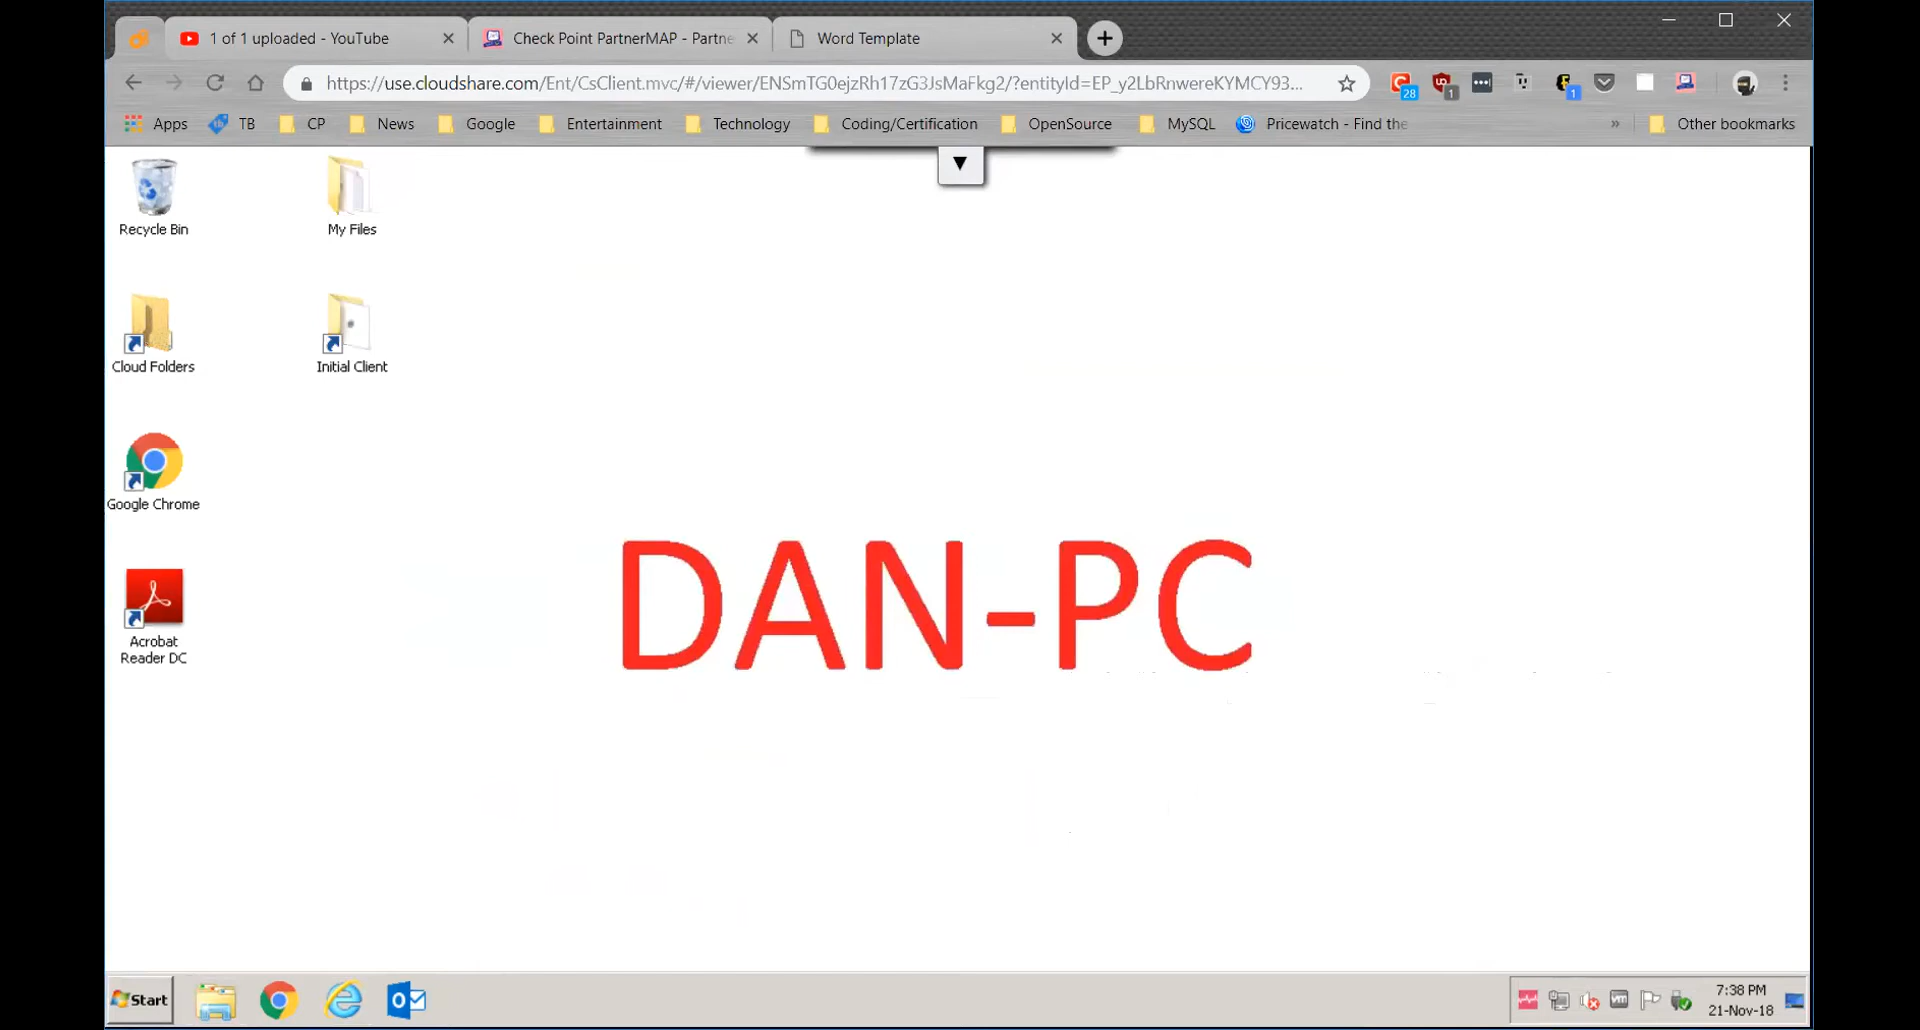 1 of 1 uploaded - YouTube
Check Point PartnerMAP - Partne
Word Template
https://use.cloudshare.com/Ent/CsClient.mvc/#/viewer/ENSmTG0ejzRh17zG3JsMaFkg2/?entityId=EP_y2LbRnwereKYMCY93...
28
1
1
Apps
TB
CP
News
Google
Entertainment
Technology
Coding/Certification
OpenSource
MySQL
Pricewatch - Find the
»
Other bookmarks
Recycle Bin
My Files
Cloud Folders
Initial Client
Google Chrome
Acrobat
Reader DC
DAN-PC
Start
7:38 PM
21-Nov-18